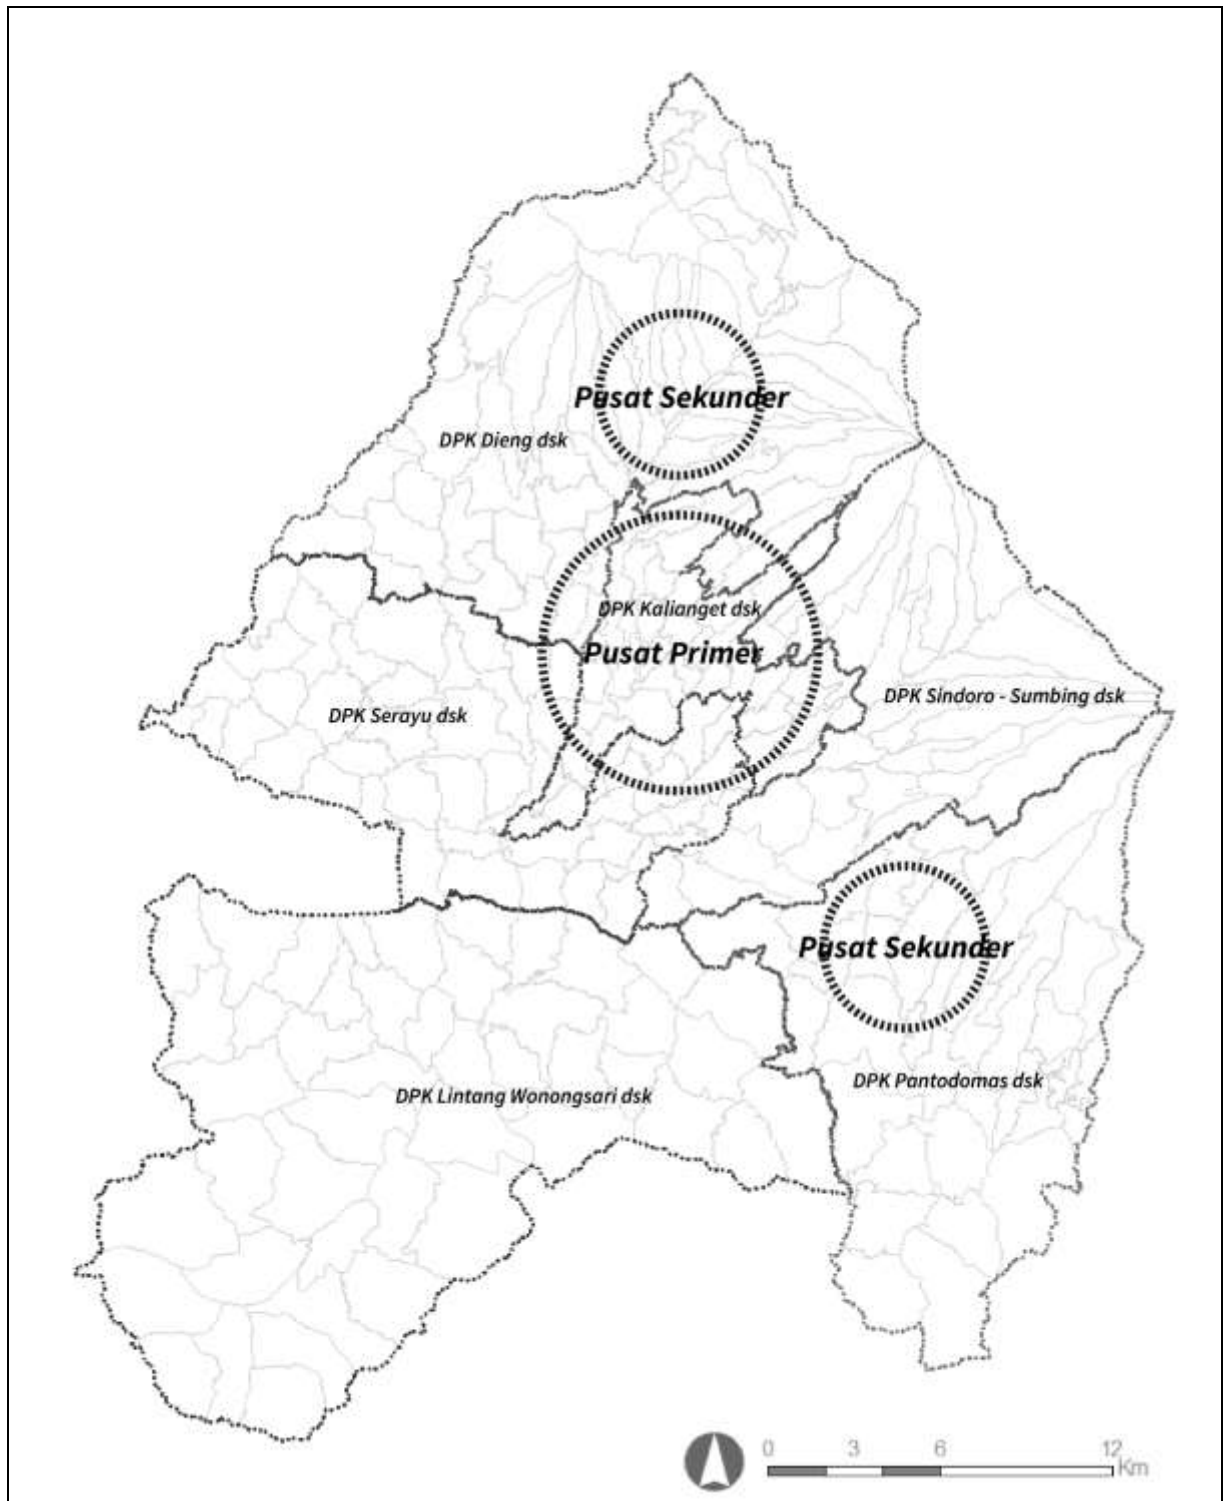 Pusat Sekunder
DPK Dieng dsk
DPK Kalianget dsk
Pusat Primer
DPK Sindoro - Sumbing dsk
DPK Serayu dsk
Pusat Sekunder
DPK Pantodomas dsk
DPK Lintang Wonongsari dsk
0 3 6 12
Km